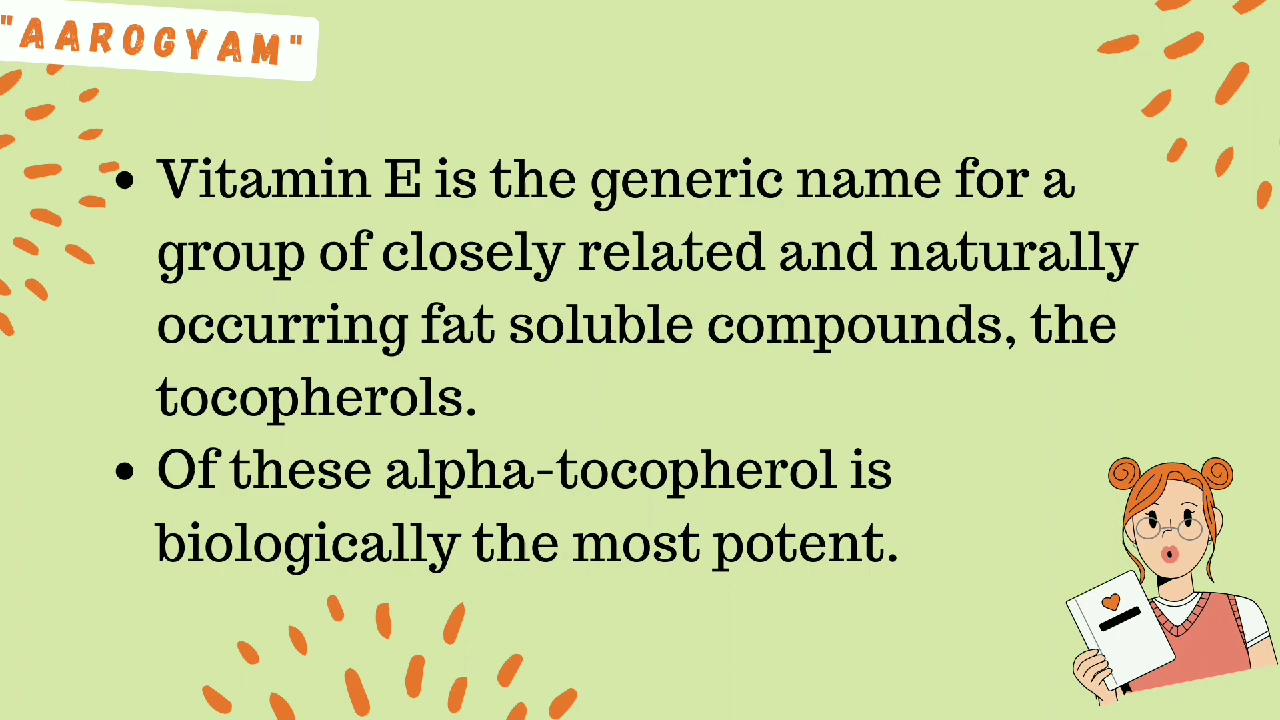 "AAROGYAM"
• Vitamin E is the generic name for a
group of closely related and naturally
occurring fat soluble compounds, the
tocopherols.
• Of these alpha-tocopherol is
biologically the most potent.